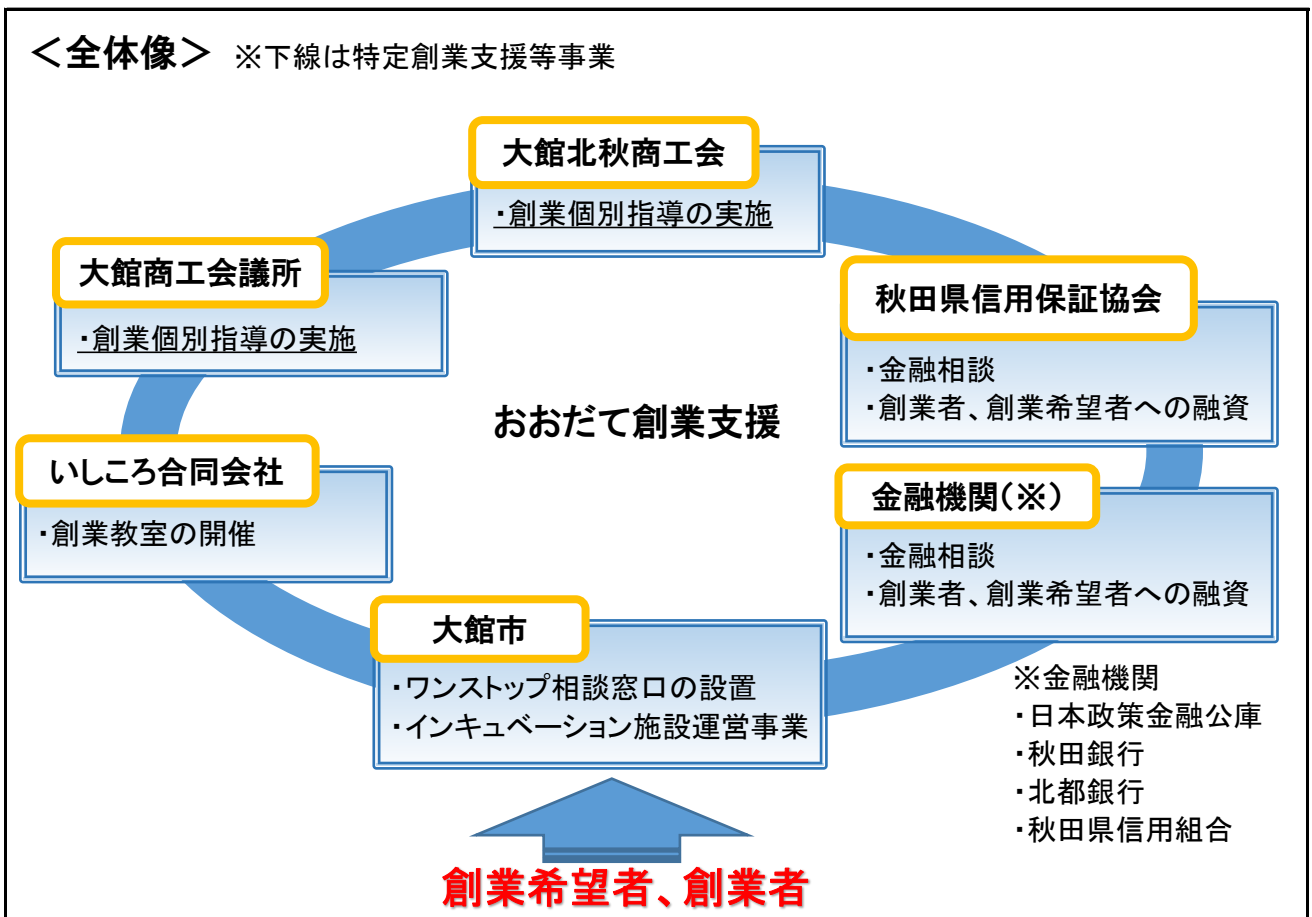 ＜全体像＞ ※下線は特定創業支援等事業
大館北秋商工会
・創業個別指導の実施
大館商工会議所
・創業個別指導の実施
秋田県信用保証協会
・金融相談
・創業者、創業希望者への融資
おおだて創業支援
いしころ合同会社
・創業教室の開催
金融機関（※）
・金融相談
・創業者、創業希望者への融資
大館市
・ワンストップ相談窓口の設置
・インキュベーション施設運営事業
※金融機関
・日本政策金融公庫
・秋田銀行
・北都銀行
・秋田県信用組合
創業希望者、創業者